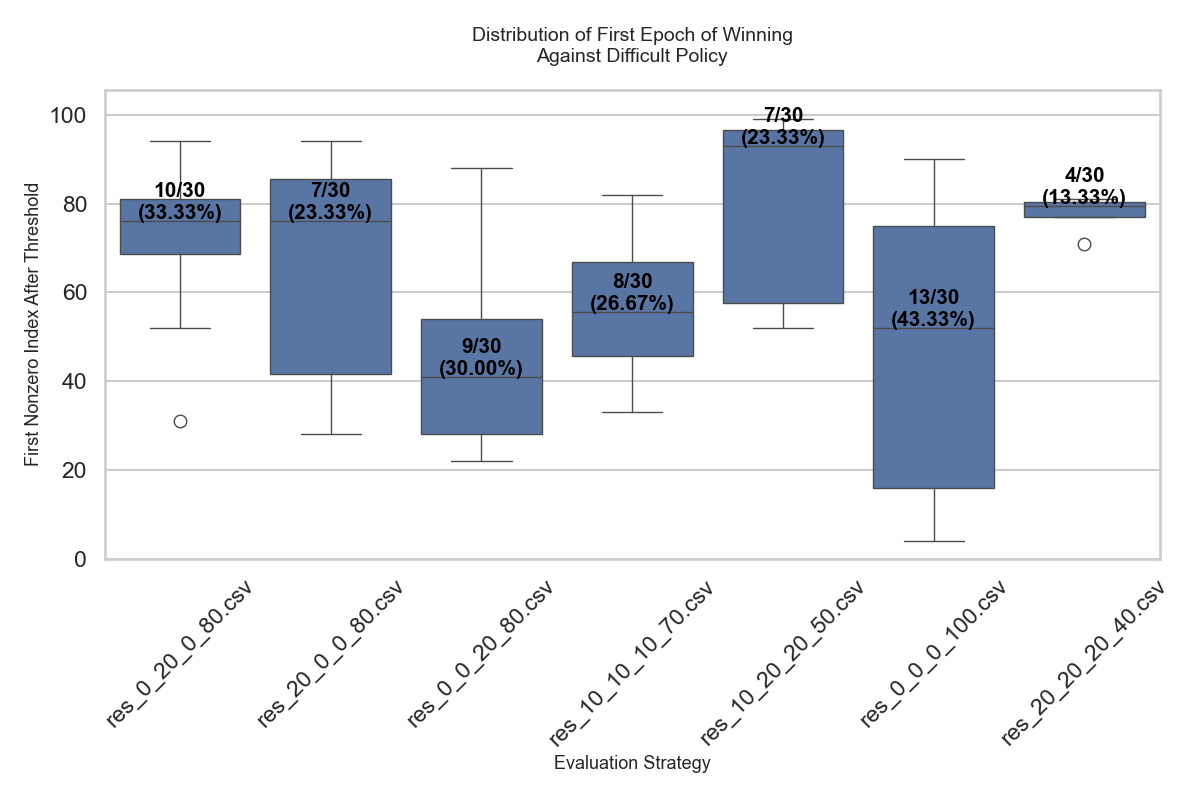 Distribution of First Epoch of Winning
Against Difficult Policy
First Nonzero Index After Threshold
100
80
60
40
20
0
10/30
(33.33%)
7/30
(23.33%)
9/30
(30.00%)
8/30
(26.67%)
7/30
(23.33%)
13/30
(43.33%)
4/30
(13.33%)
res_0_20_0_80.csv
res_20_0_0_80.csv
res_0_0_20_80.csv
res_10_10_10_70.csv
res_10_20_20_50.csv
res_0_0_0_100.csv
res_20_20_20_40.csv
Evaluation Strategy